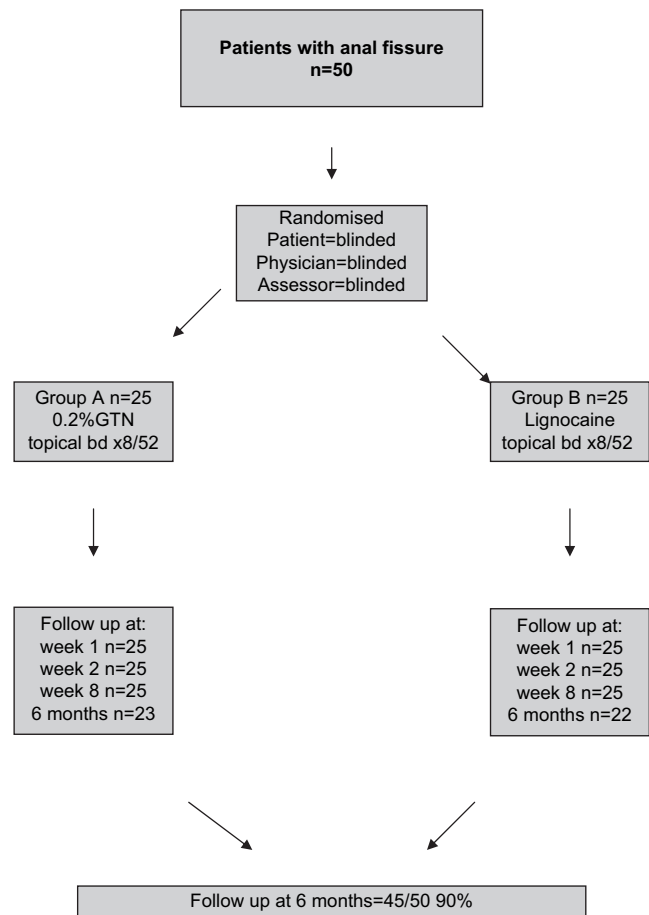 Patients with anal fissure
n=50
Randomised
Patient=blinded
Physician=blinded
Assessor=blinded
Group A n=25
0.2%GTN
topical bd x8/52
Group B n=25
Lignocaine
topical bd x8/52
Follow up at:
week 1 n=25
week 2 n=25
week 8 n=25
6 months n=23
Follow up at:
week 1 n=25
week 2 n=25
week 8 n=25
6 months n=22
Follow up at 6 months=45/50 90%